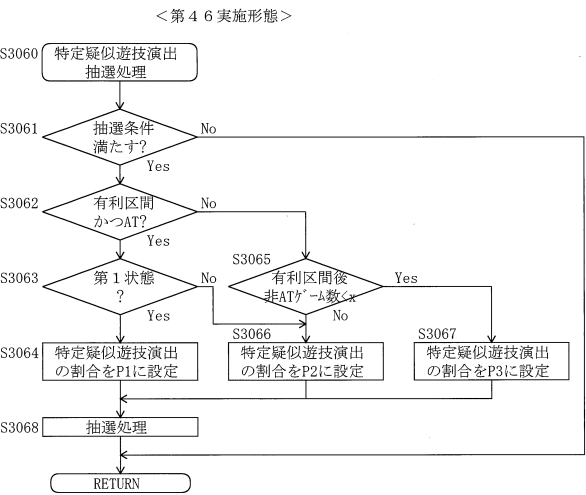 ＜第４６実施形態＞
S3060
特定疑似遊技演出
抽選処理
S3061
抽選条件
満たす?
No
Yes
S3062
有利区間
かつAT?
No
Yes
S3063
第１状態
?
No
Yes
S3065
有利区間後
非ATｹﾞｰﾑ数<x
Yes
No
S3064
特定疑似遊技演出
の割合をP1に設定
S3066
特定疑似遊技演出
の割合をP2に設定
S3067
特定疑似遊技演出
の割合をP3に設定
S3068
抽選処理
RETURN